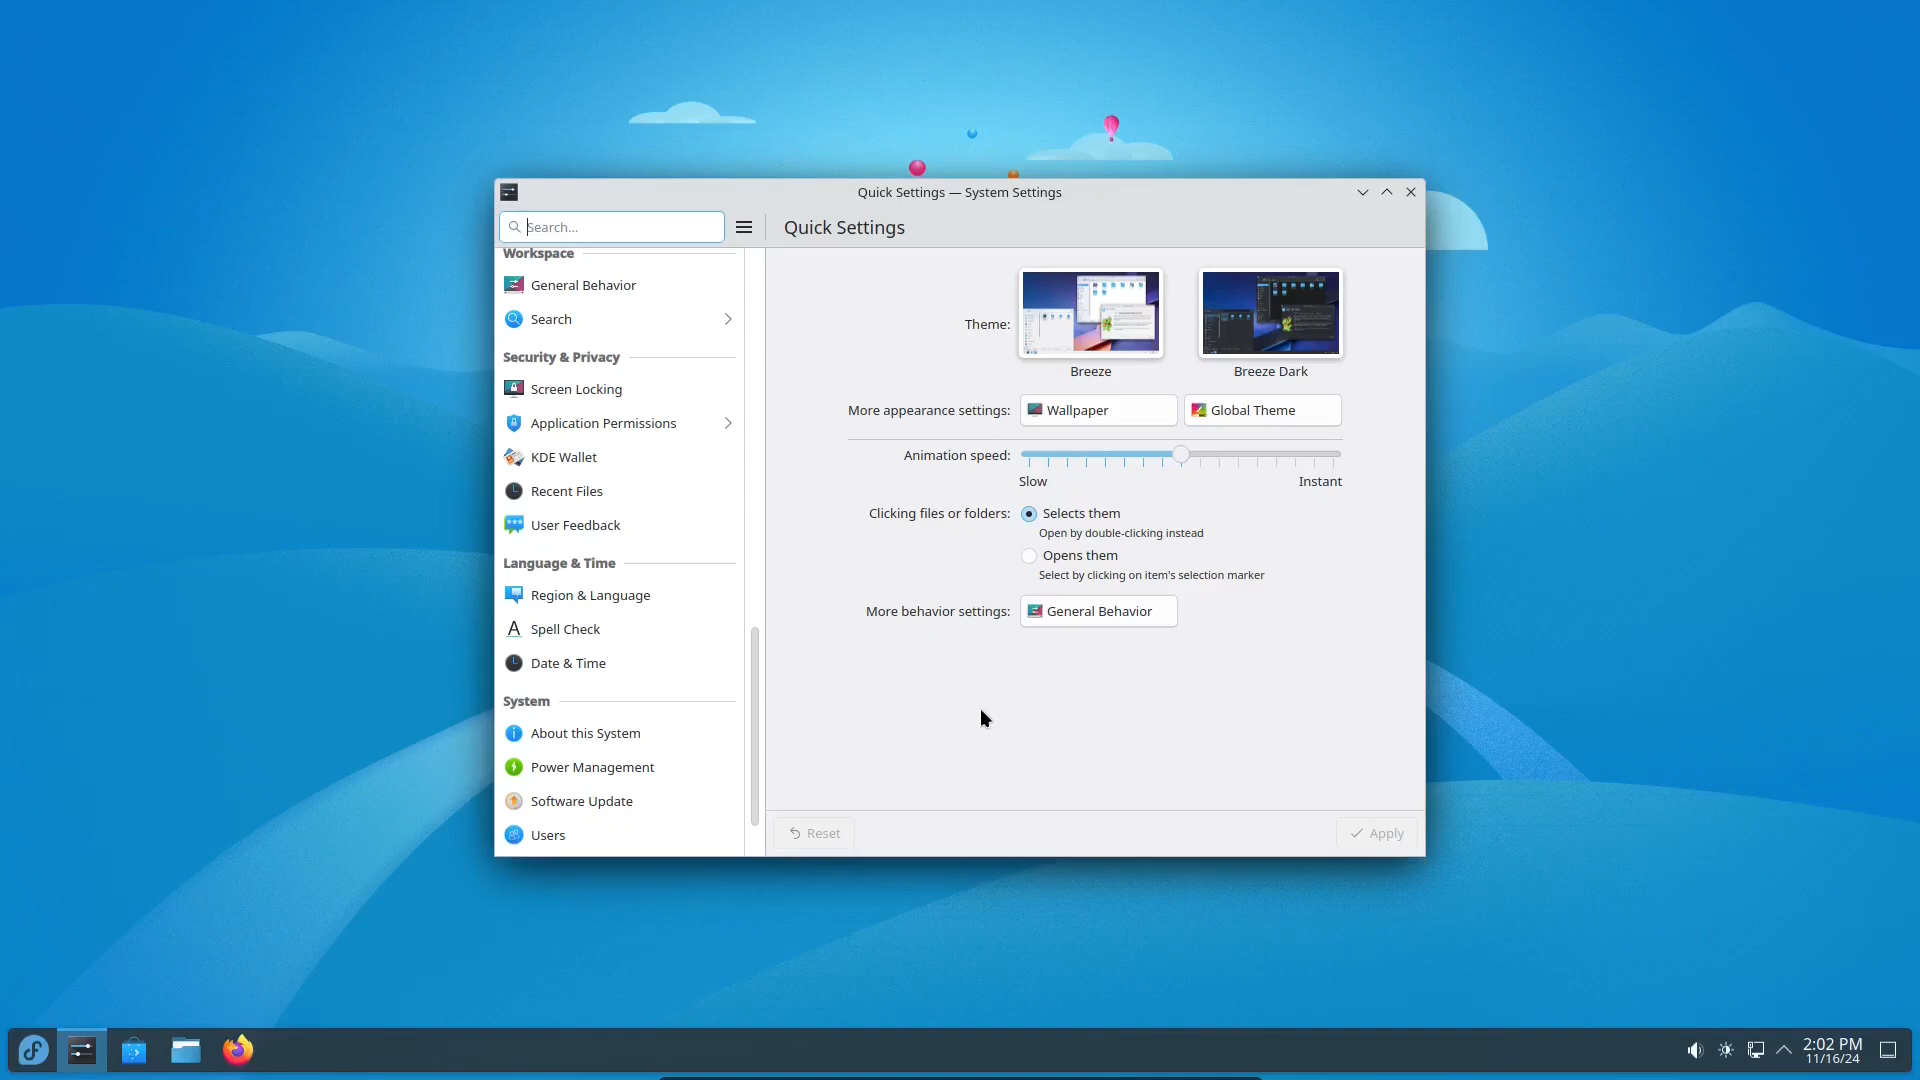 Quick Settings — System Settings
Search...
Quick Settings
Workspace
General Behavior
Search
Security & Privacy
Screen Locking
Application Permissions
KDE Wallet
Recent Files
User Feedback
Language & Time
Region & Language
Spell Check
Date & Time
System
About this System
Power Management
Software Update
Users
Theme:
Breeze
Breeze Dark
More appearance settings:
Wallpaper
Global Theme
Animation speed:
Slow
Instant
Clicking files or folders:
Selects them
Open by double-clicking instead
Opens them
Select by clicking on item's selection marker
More behavior settings:
General Behavior
Reset
Apply
2:02 PM
11/16/24